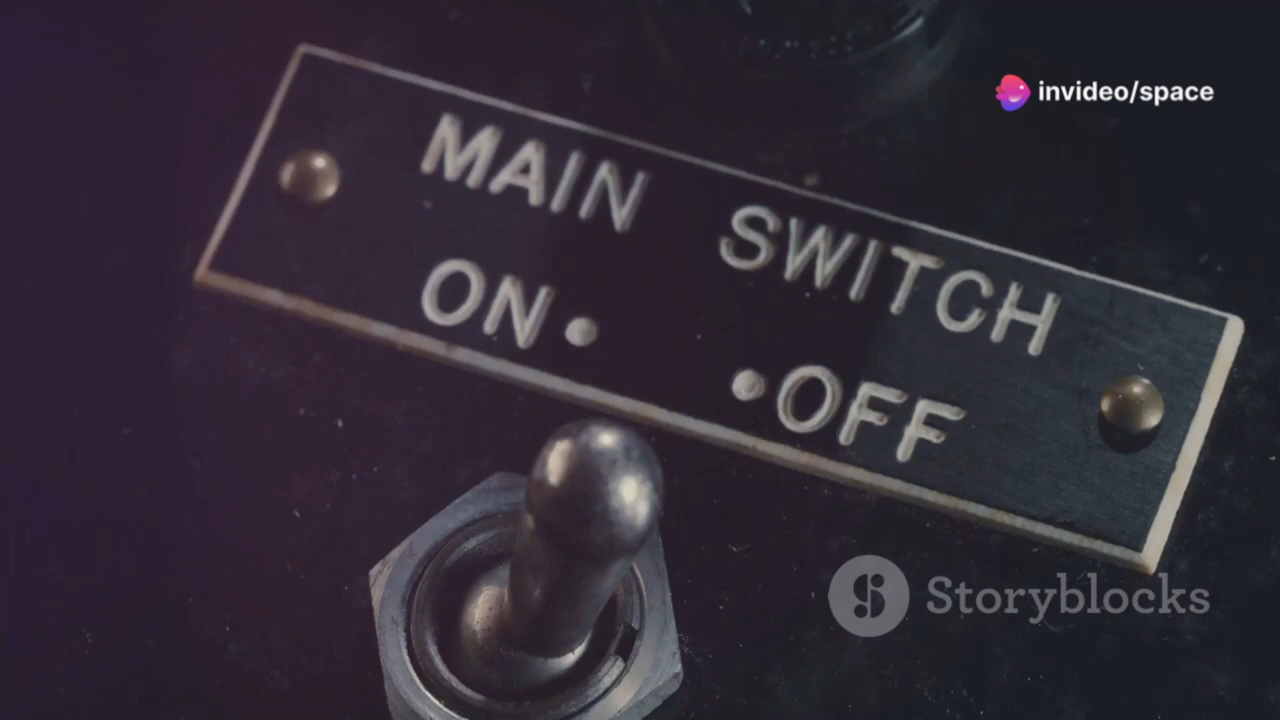 invideo/space
MAIN SWITCH
ON• •OFF
Storyblocks